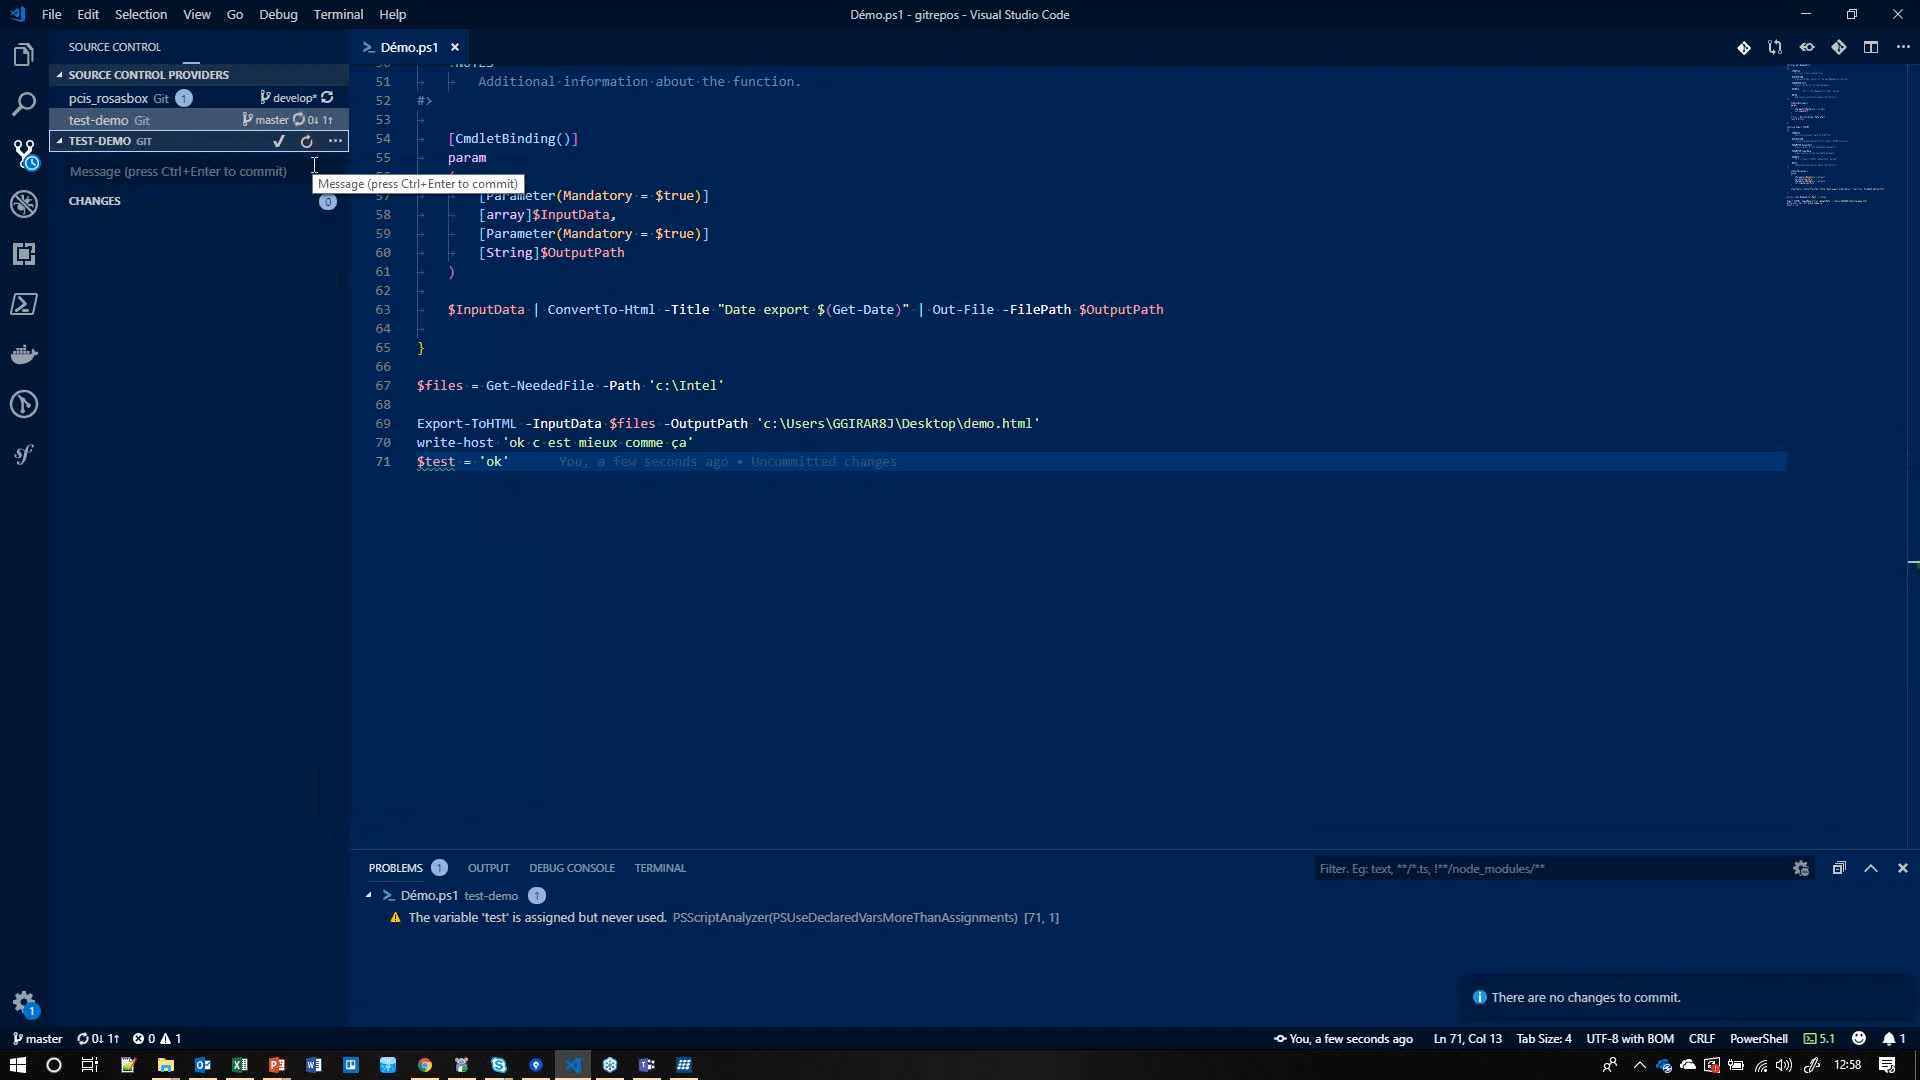 File Edit Selection View Go Debug Terminal Help
Démo.ps1 - gitrepos - Visual Studio Code
SOURCE CONTROL
Démo.ps1
SOURCE CONTROL PROVIDERS
pcis_rosasbox Git 1 develop*
test-demo Git master 0↓ 1↑
TEST-DEMO GIT
Message (press Ctrl+Enter to commit)
Message (press Ctrl+Enter to commit)
CHANGES 0
.NOTES
51 Additional information about the function.
52 #>
53
54 [CmdletBinding()]
55 param
57 [Parameter(Mandatory = $true)]
58 [array]$InputData,
59 [Parameter(Mandatory = $true)]
60 [String]$OutputPath
61 )
62
63 $InputData | ConvertTo-Html -Title "Date export $(Get-Date)" | Out-File -FilePath $OutputPath
64
65 }
66
67 $files = Get-NeededFile -Path 'c:\Intel'
68
69 Export-ToHTML -InputData $files -OutputPath 'c:\Users\GGIRAR8J\Desktop\demo.html'
70 write-host 'ok c est mieux comme ça'
71 $test = 'ok' You, a few seconds ago • Uncommitted changes
PROBLEMS 1 OUTPUT DEBUG CONSOLE TERMINAL
Filter. Eg: text, **/*.ts, !**/node_modules/**
Démo.ps1 test-demo 1
The variable 'test' is assigned but never used. PSScriptAnalyzer(PSUseDeclaredVarsMoreThanAssignments) [71, 1]
There are no changes to commit.
1
master 0↓ 1↑ 0 1
You, a few seconds ago Ln 71, Col 13 Tab Size: 4 UTF-8 with BOM CRLF PowerShell 5.1 1
12:58